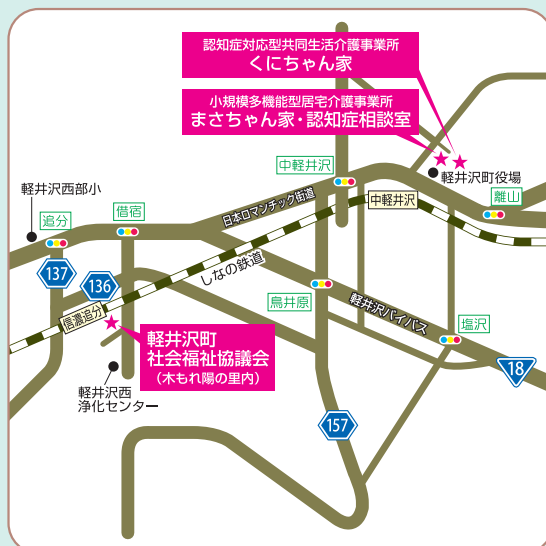 認知症対応型共同生活介護事業所
くにちゃん家
小規模多機能型居宅介護事業所
まさちゃん家・認知症相談室
中軽井沢
軽井沢町役場
離山
軽井沢西部小
追分
借宿
日本ロマンチック街道
中軽井沢
137
136
しなの鉄道
信濃追分
鳥井原
軽井沢バイパス
塩沢
18
軽井沢町
社会福祉協議会
（木もれ陽の里内）
軽井沢西
浄化センター
157